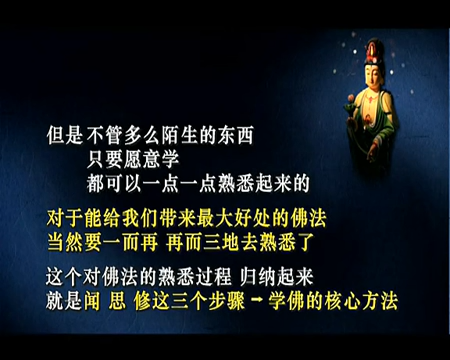 但是 不管多么陌生的东西
只要愿意学
都可以一点一点熟悉起来的
对于能给我们带来最大好处的佛法
当然要一而再 再而三地去熟悉了
这个对佛法的熟悉过程 归纳起来
就是闻 思 修这三个步骤→学佛的核心方法